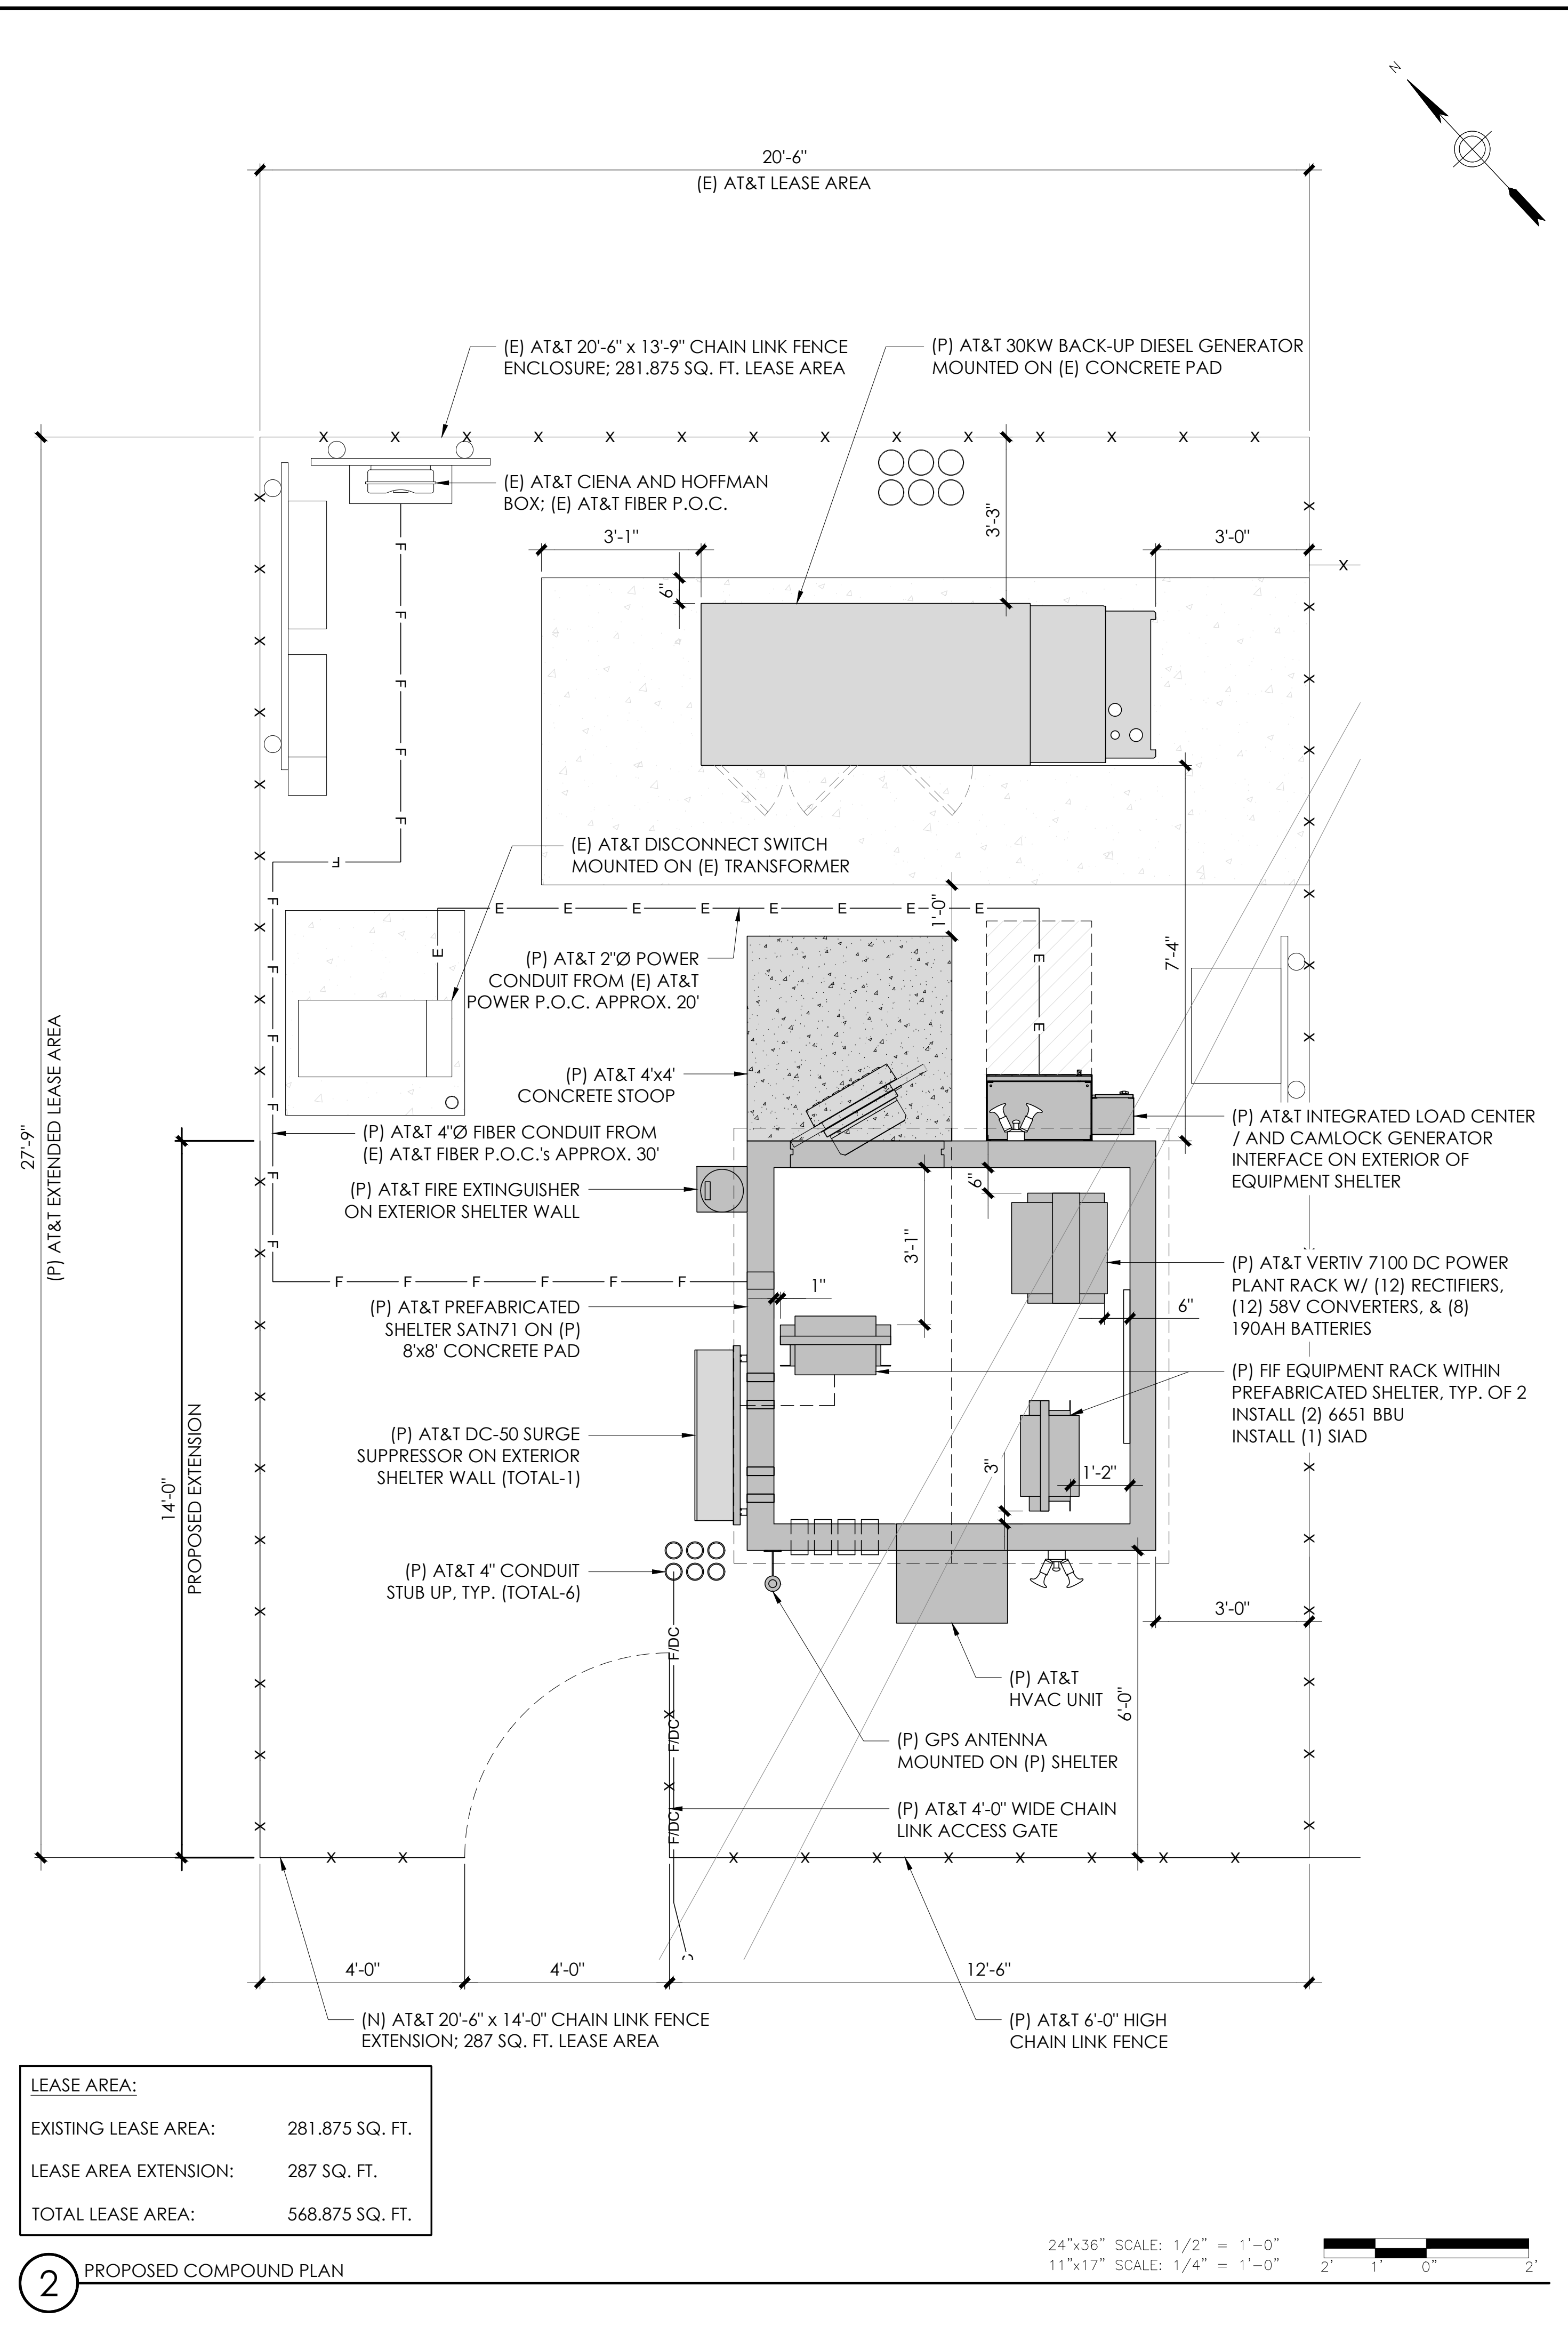 N
20'-6"
(E) AT&T LEASE AREA
(E) AT&T 20'-6" x 13'-9" CHAIN LINK FENCE
ENCLOSURE; 281.875 SQ. FT. LEASE AREA
(P) AT&T 30KW BACK-UP DIESEL GENERATOR
MOUNTED ON (E) CONCRETE PAD
(E) AT&T CIENA AND HOFFMAN
BOX; (E) AT&T FIBER P.O.C.
3'-1"
6"
3'-3"
3'-0"
(E) AT&T DISCONNECT SWITCH
MOUNTED ON (E) TRANSFORMER
1'-0"
7'-4"
(P) AT&T 2"Ø POWER
CONDUIT FROM (E) AT&T
POWER P.O.C. APPROX. 20'
(P) AT&T 4'x4'
CONCRETE STOOP
27'-9"
(P) AT&T EXTENDED LEASE AREA
14'-0"
PROPOSED EXTENSION
(P) AT&T 4"Ø FIBER CONDUIT FROM
(E) AT&T FIBER P.O.C.'s APPROX. 30'
(P) AT&T FIRE EXTINGUISHER
ON EXTERIOR SHELTER WALL
(P) AT&T INTEGRATED LOAD CENTER
/ AND CAMLOCK GENERATOR
INTERFACE ON EXTERIOR OF
EQUIPMENT SHELTER
6"
3'-1"
1"
6"
(P) AT&T VERTIV 7100 DC POWER
PLANT RACK W/ (12) RECTIFIERS,
(12) 58V CONVERTERS, & (8)
190AH BATTERIES
(P) AT&T PREFABRICATED
SHELTER SATN71 ON (P)
8'x8' CONCRETE PAD
(P) FIF EQUIPMENT RACK WITHIN
PREFABRICATED SHELTER, TYP. OF 2
INSTALL (2) 6651 BBU
INSTALL (1) SIAD
(P) AT&T DC-50 SURGE
SUPPRESSOR ON EXTERIOR
SHELTER WALL (TOTAL-1)
3"
1'-2"
(P) AT&T 4" CONDUIT
STUB UP, TYP. (TOTAL-6)
3'-0"
6'-0"
(P) AT&T
HVAC UNIT
(P) GPS ANTENNA
MOUNTED ON (P) SHELTER
(P) AT&T 4'-0" WIDE CHAIN
LINK ACCESS GATE
F/DC
F/DC
F/DC
4'-0"
4'-0"
12'-6"
(N) AT&T 20'-6" x 14'-0" CHAIN LINK FENCE
EXTENSION; 287 SQ. FT. LEASE AREA
(P) AT&T 6'-0" HIGH
CHAIN LINK FENCE
LEASE AREA:
EXISTING LEASE AREA: 281.875 SQ. FT.
LEASE AREA EXTENSION: 287 SQ. FT.
TOTAL LEASE AREA: 568.875 SQ. FT.
2 PROPOSED COMPOUND PLAN
24"x36" SCALE: 1/2" = 1'-0"
11"x17" SCALE: 1/4" = 1'-0"
2' 1' 0" 2'